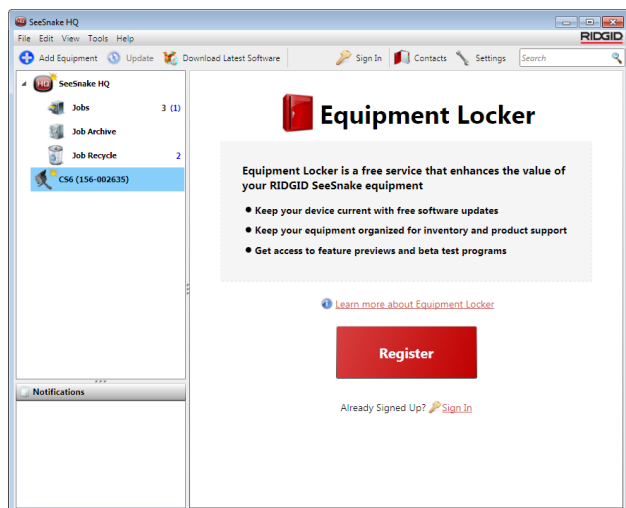 SeeSnake HQ
File Edit View Tools Help
RIDGID
Add Equipment Update Download Latest Software Sign In Contacts Settings Search
HQ SeeSnake HQ
Jobs 3 (1)
Job Archive
Job Recycle 2
CS6 (156-002635)
Equipment Locker
Equipment Locker is a free service that enhances the value of
your RIDGID SeeSnake equipment
• Keep your device current with free software updates
• Keep your equipment organized for inventory and product support
• Get access to feature previews and beta test programs
Learn more about Equipment Locker
Register
Already Signed Up? Sign In
Notifications